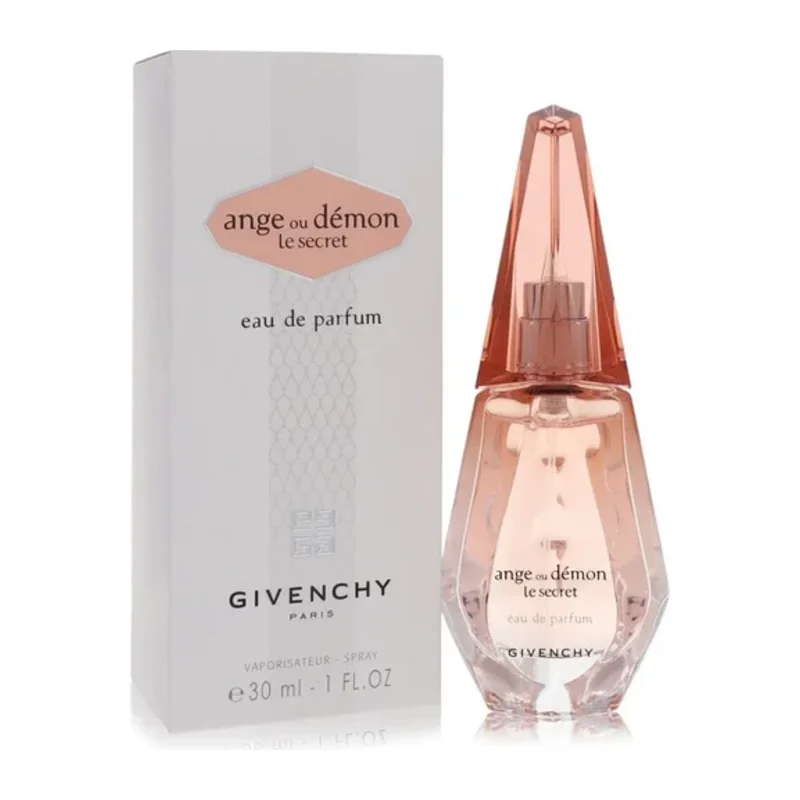 ange ou démon
le secret
eau de parfum
GIVENCHY
PARIS
VAPORISATEUR - SPRAY
e 30 ml - 1 FL.OZ
ange ou démon
le secret
eau de parfum
GIVENCHY